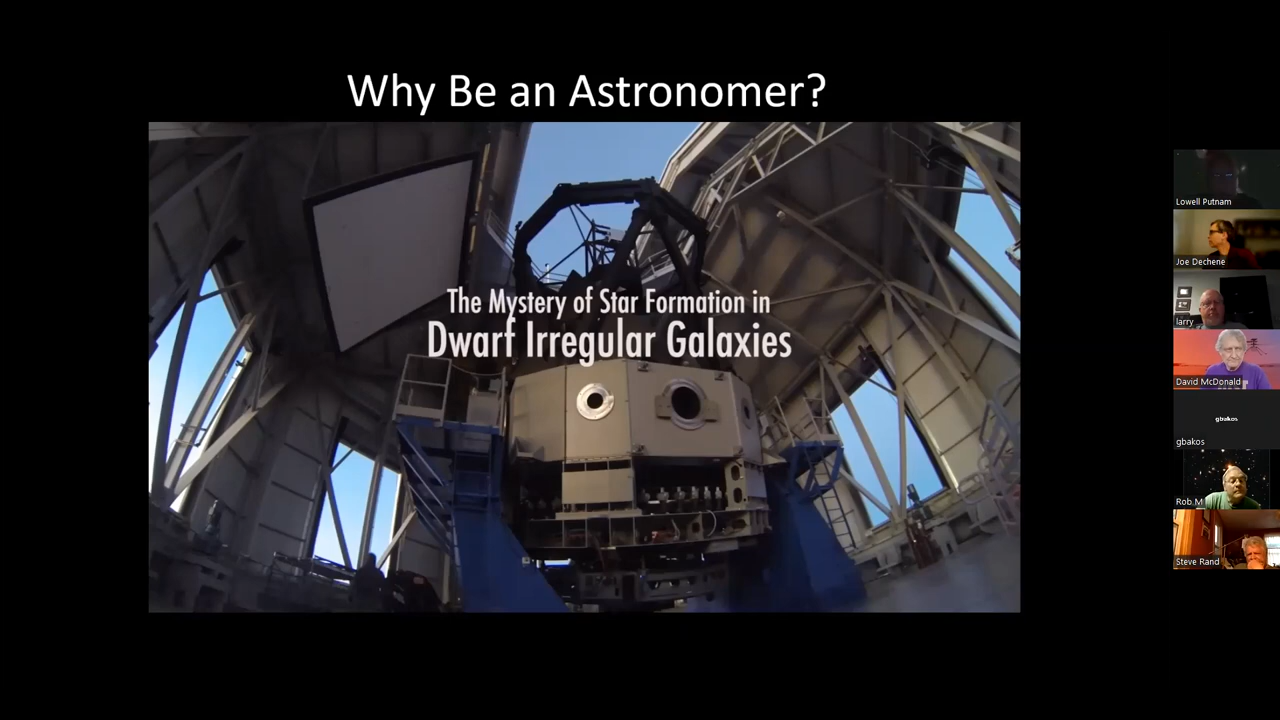 Why Be an Astronomer?
The Mystery of Star Formation in
Dwarf Irregular Galaxies
Lowell Putnam
Joe Dechene
larry
David McDonald
gbakos
gbakos
Rob M
Steve Rand